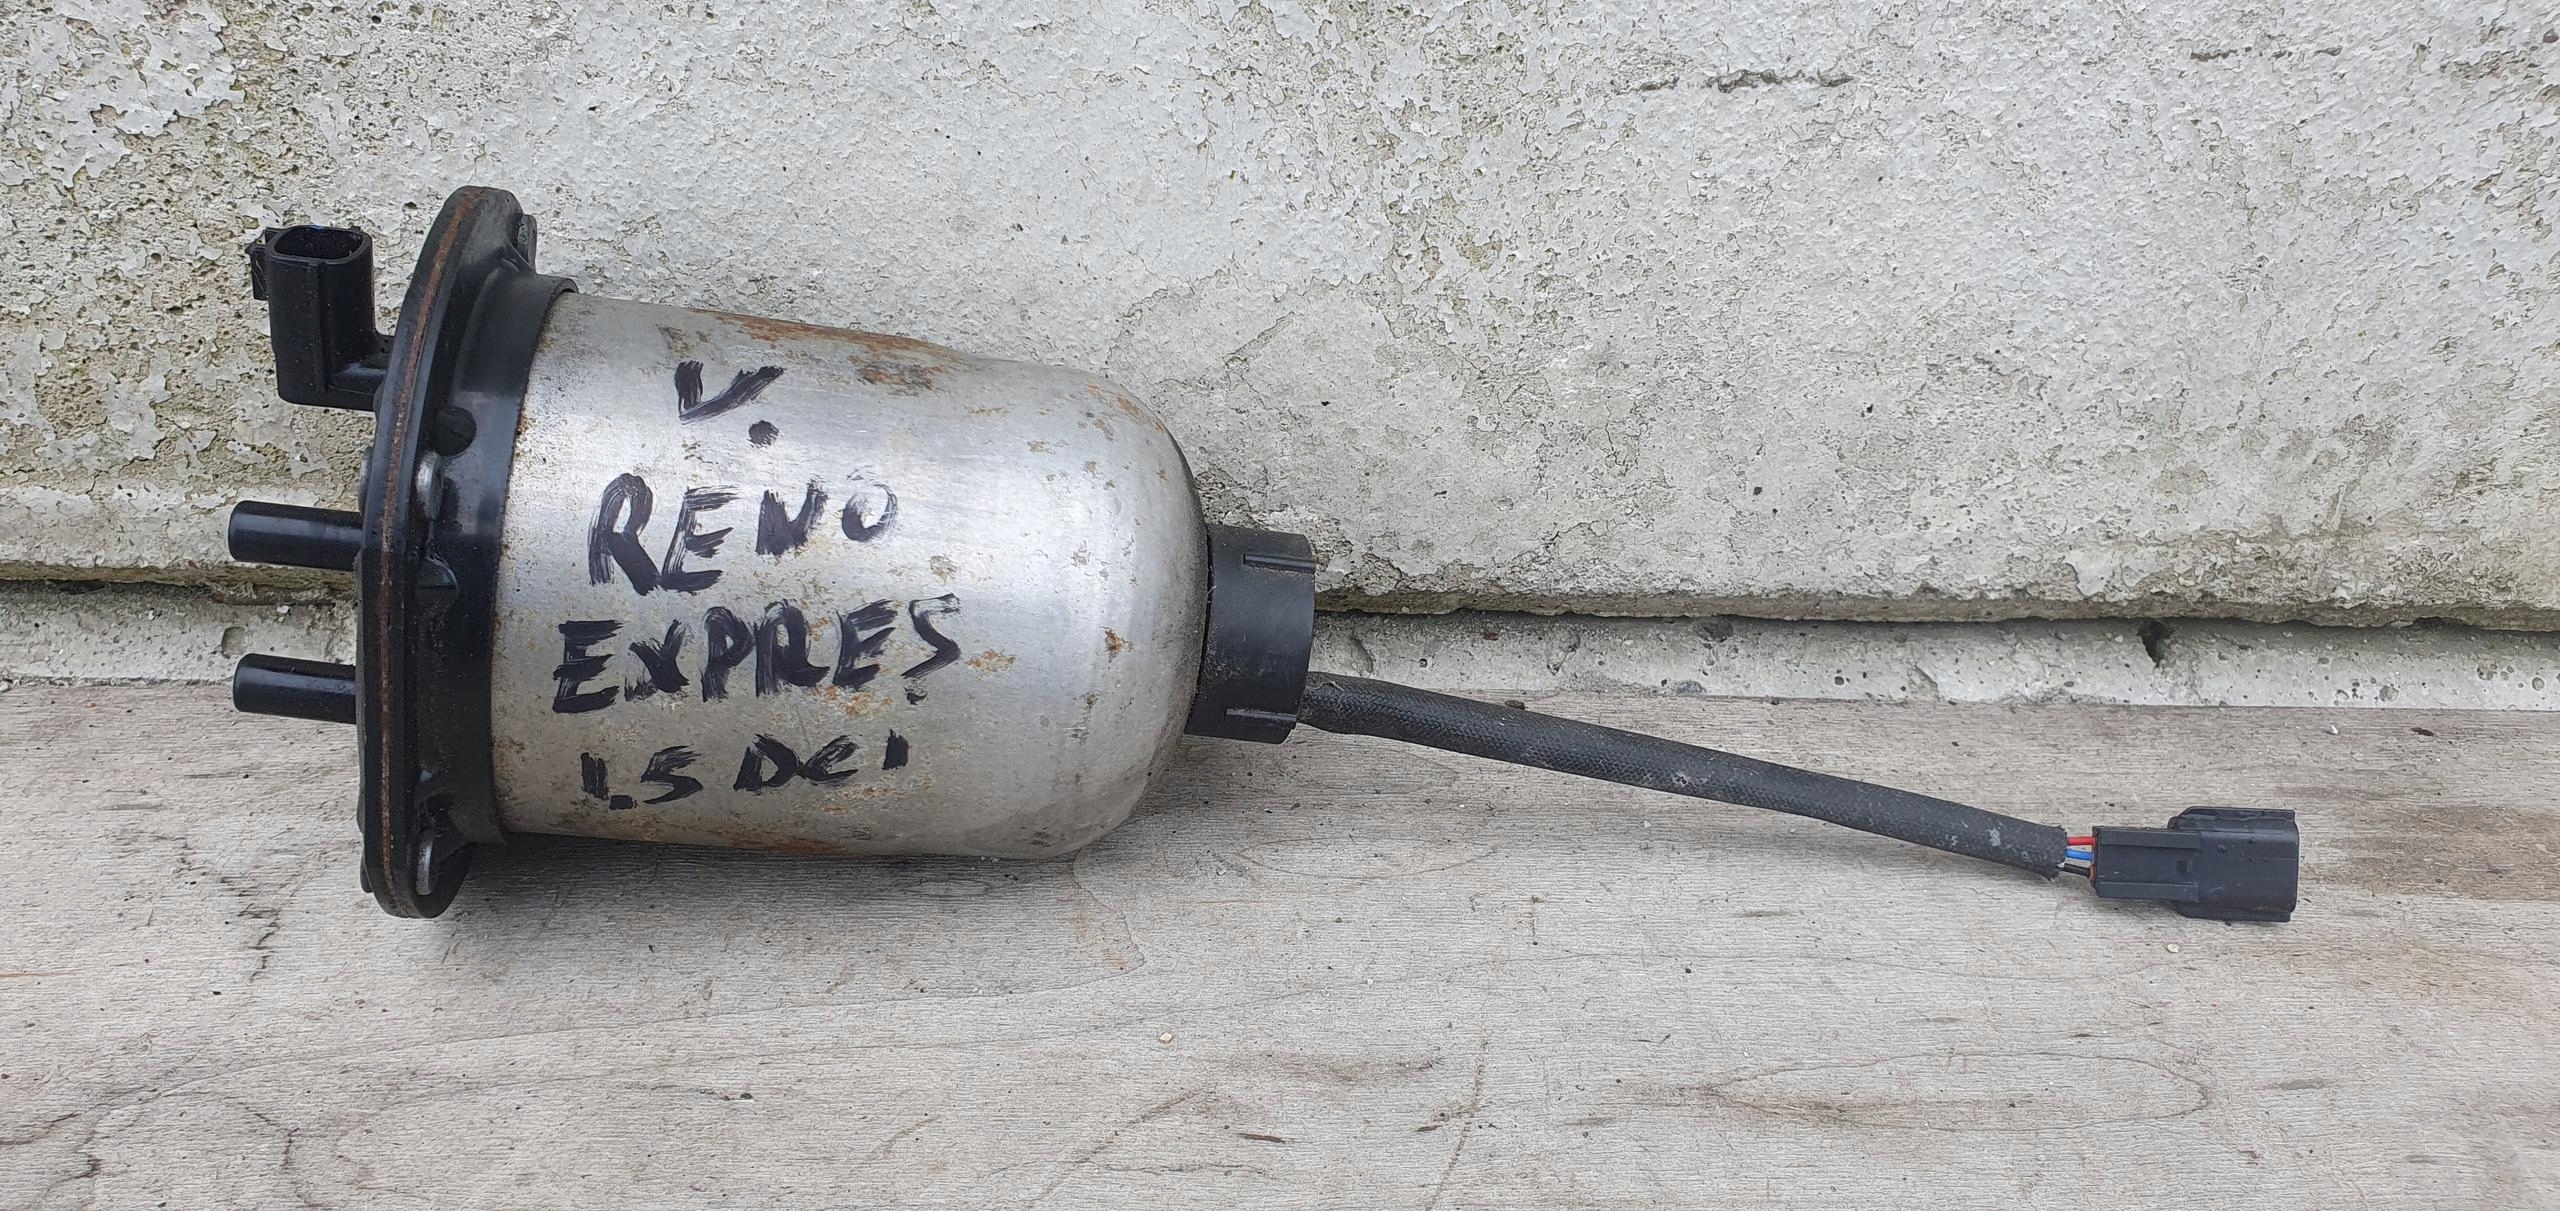 V.
RENO
EXPRES
1.5 DCI